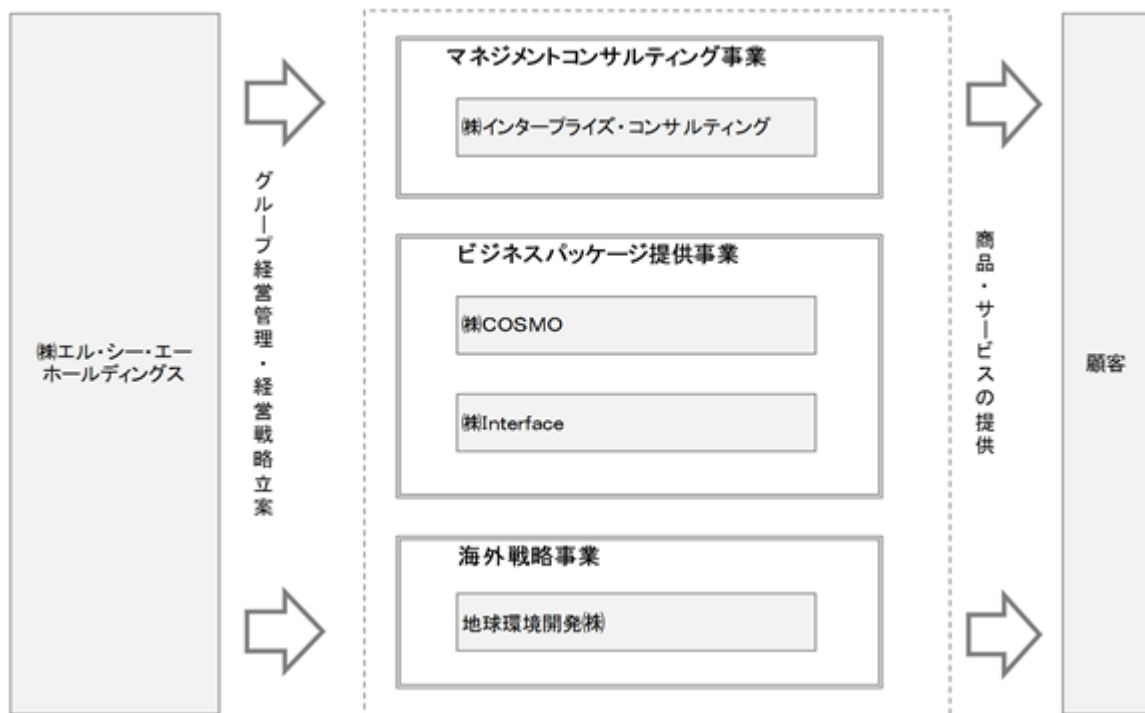 ㈱エル・シー・エー
ホールディングス
グループ経営管理・経営戦略立案
マネジメントコンサルティング事業
㈱インタープライズ・コンサルティング
ビジネスパッケージ提供事業
㈱COSMO
㈱Interface
海外戦略事業
地球環境開発㈱
商品・サービスの提供
顧客